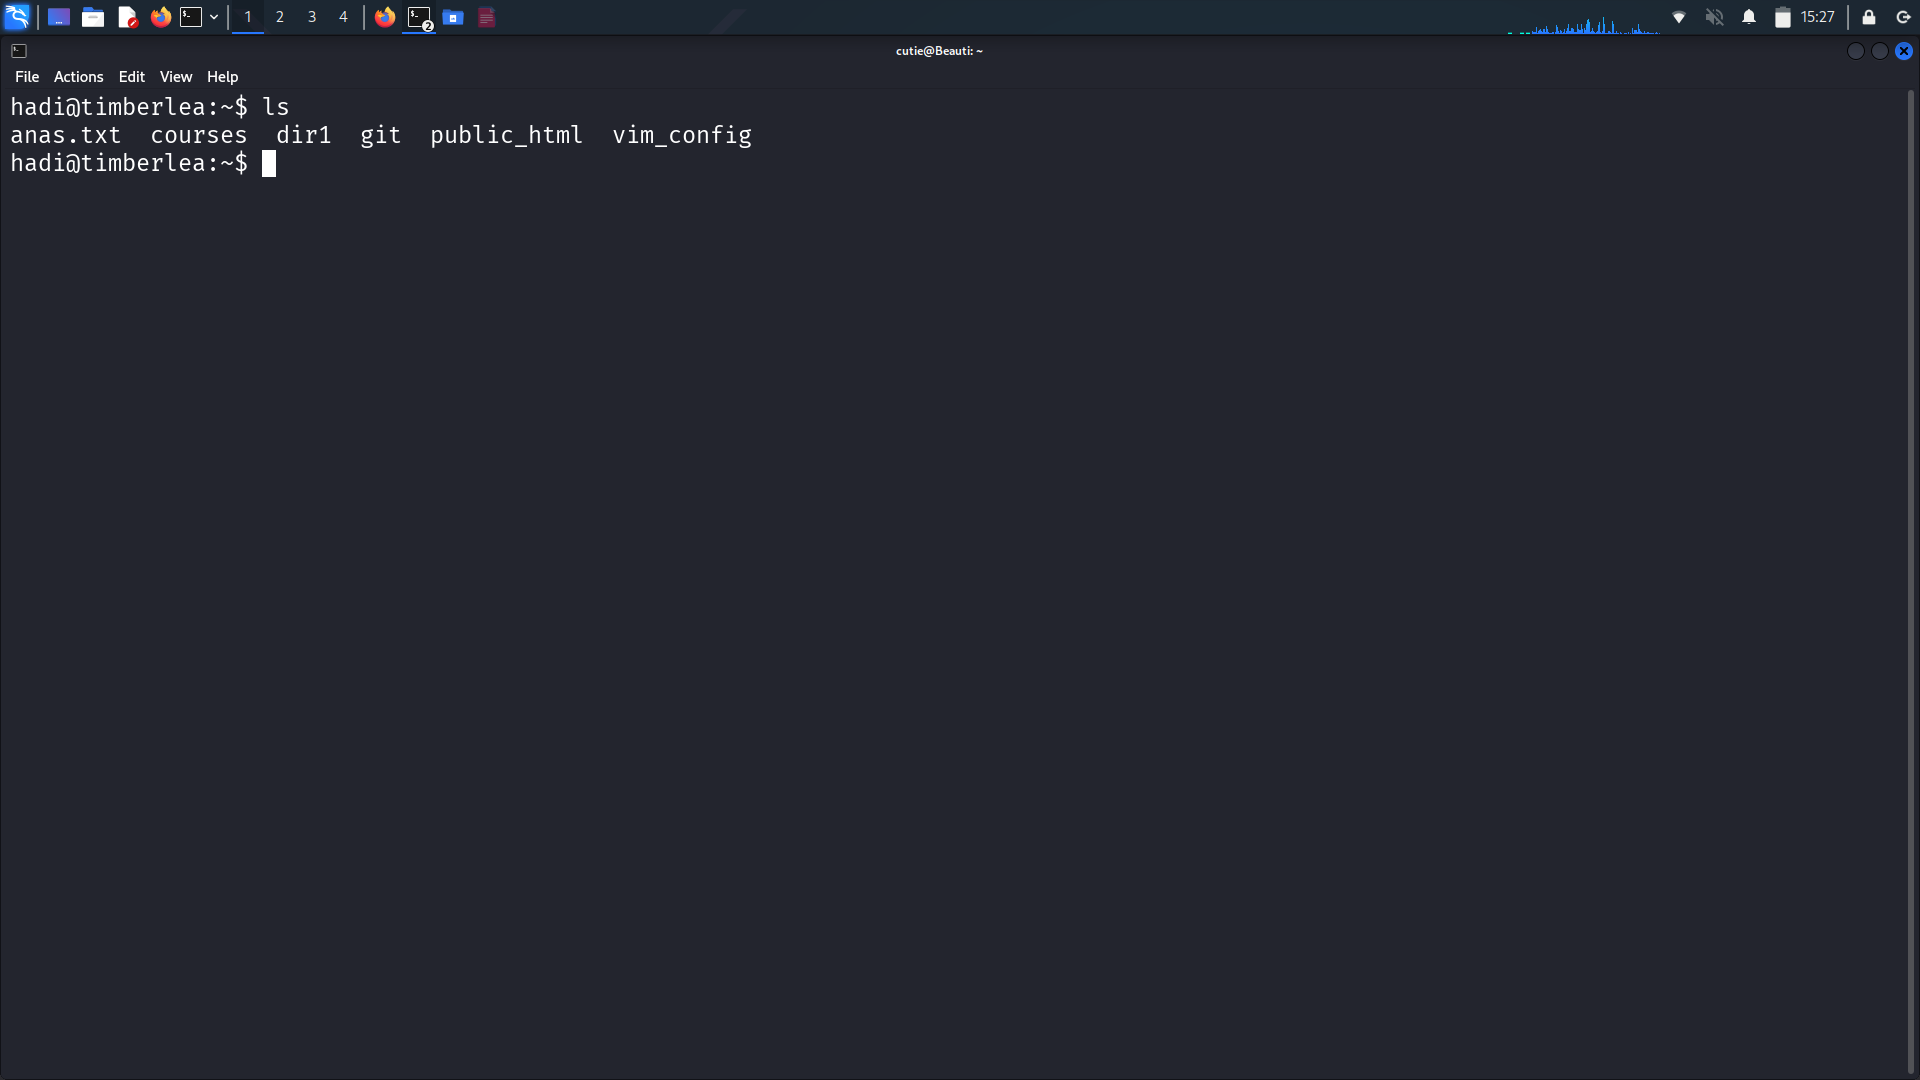 1 2 3 4 2 15:27
cutie@Beauti: ~
File Actions Edit View Help
hadi@timberlea:~$ ls
anas.txt  courses  dir1  git  public_html  vim_config
hadi@timberlea:~$